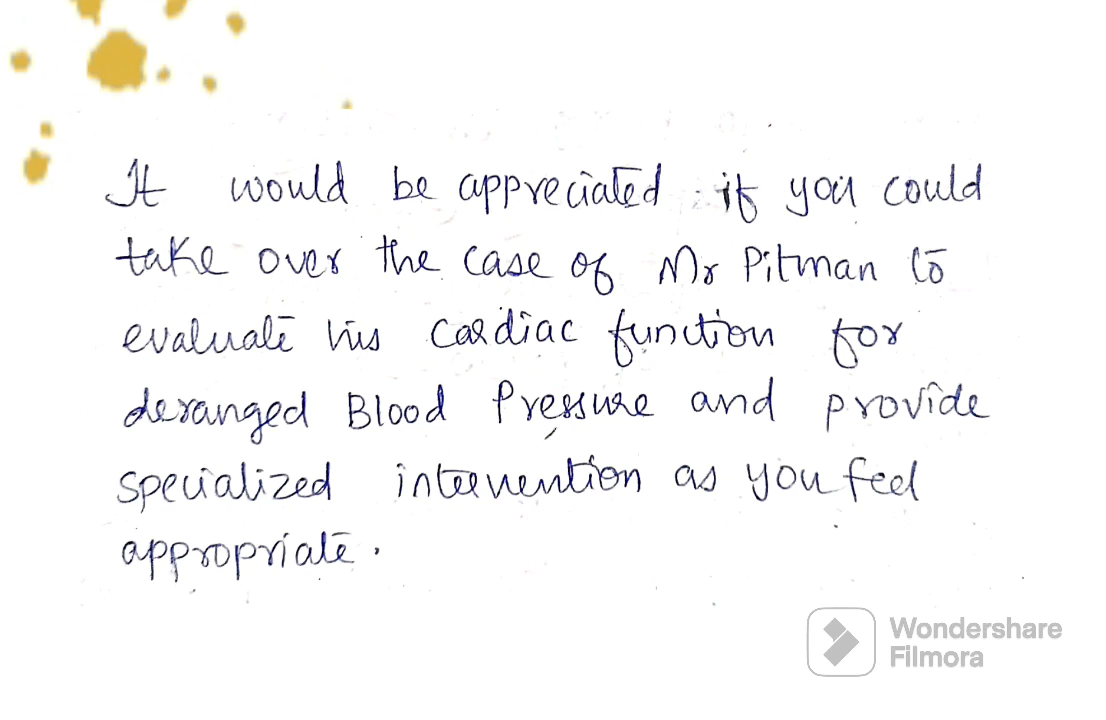 It would be appreciated if you could
take over the case of Mr Pitman to
evaluate his cardiac function for
deranged Blood Pressure and provide
specialized intervention as you feel
appropriate.
Wondershare
Filmora